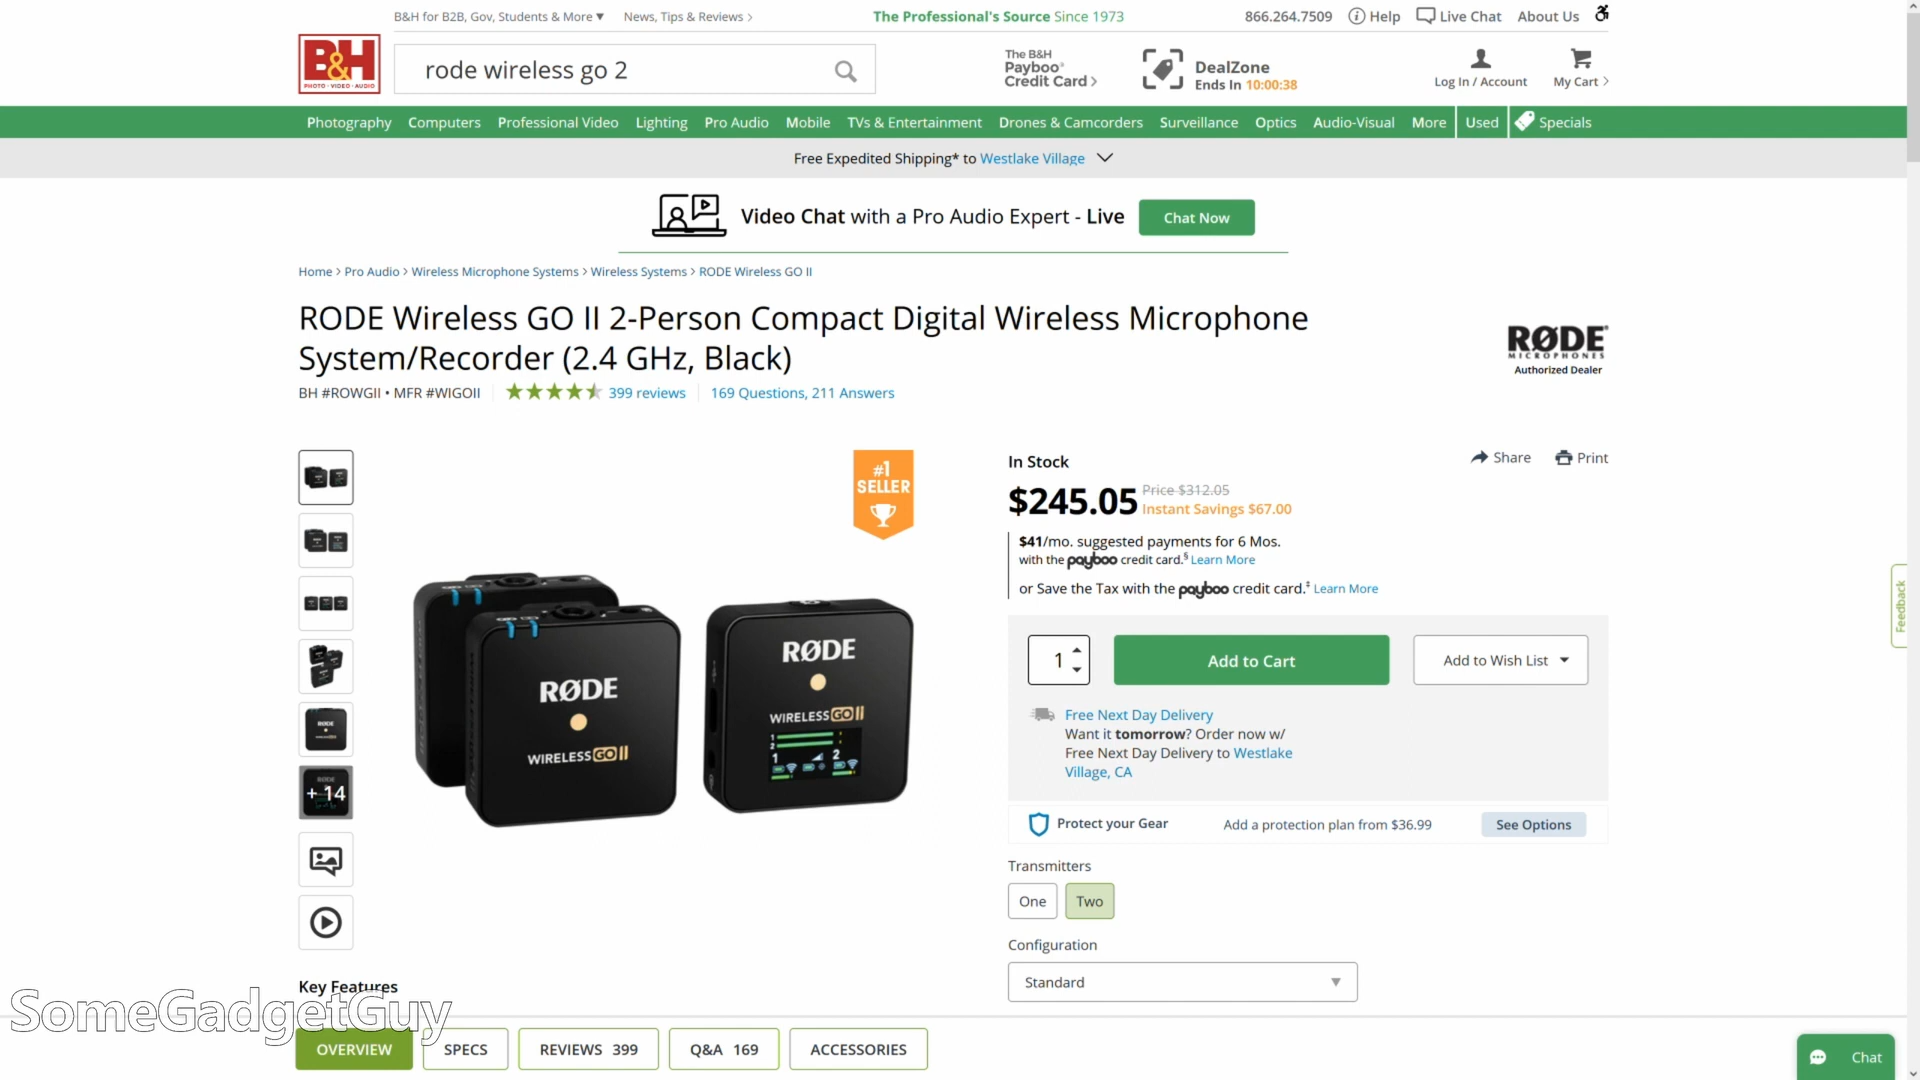 B&H for B2B, Gov, Students & More ▼ News, Tips & Reviews >
The Professional's Source Since 1973
866.264.7509 Help Live Chat About Us
B&H
PHOTO · VIDEO · AUDIO
rode wireless go 2
The B&H
Payboo®
Credit Card >
DealZone
Ends In 10:00:38
Log In / Account
My Cart >
Photography Computers Professional Video Lighting Pro Audio Mobile TVs & Entertainment Drones & Camcorders Surveillance Optics Audio-Visual More Used Specials
Free Expedited Shipping* to Westlake Village
Video Chat with a Pro Audio Expert - Live Chat Now
Home > Pro Audio > Wireless Microphone Systems > Wireless Systems > RODE Wireless GO II
RODE Wireless GO II 2-Person Compact Digital Wireless Microphone
System/Recorder (2.4 GHz, Black)
RØDE
MICROPHONES
Authorized Dealer
BH #ROWGII • MFR #WIGOII 399 reviews 169 Questions, 211 Answers
#1
SELLER
RØDE
WIRELESS GO II
RØDE
WIRELESS GO II
1
2
1 2
+ 14
In Stock
Share Print
$245.05 Price $312.05
Instant Savings $67.00
$41/mo. suggested payments for 6 Mos.
with the payboo credit card.§ Learn More
or Save the Tax with the payboo credit card.‡ Learn More
1 Add to Cart Add to Wish List
Free Next Day Delivery
Want it tomorrow? Order now w/
Free Next Day Delivery to Westlake
Village, CA
Protect your Gear Add a protection plan from $36.99 See Options
Transmitters
One Two
Configuration
Standard
Feedback
Key Features
SomeGadgetGuy
OVERVIEW SPECS REVIEWS 399 Q&A 169 ACCESSORIES
Chat